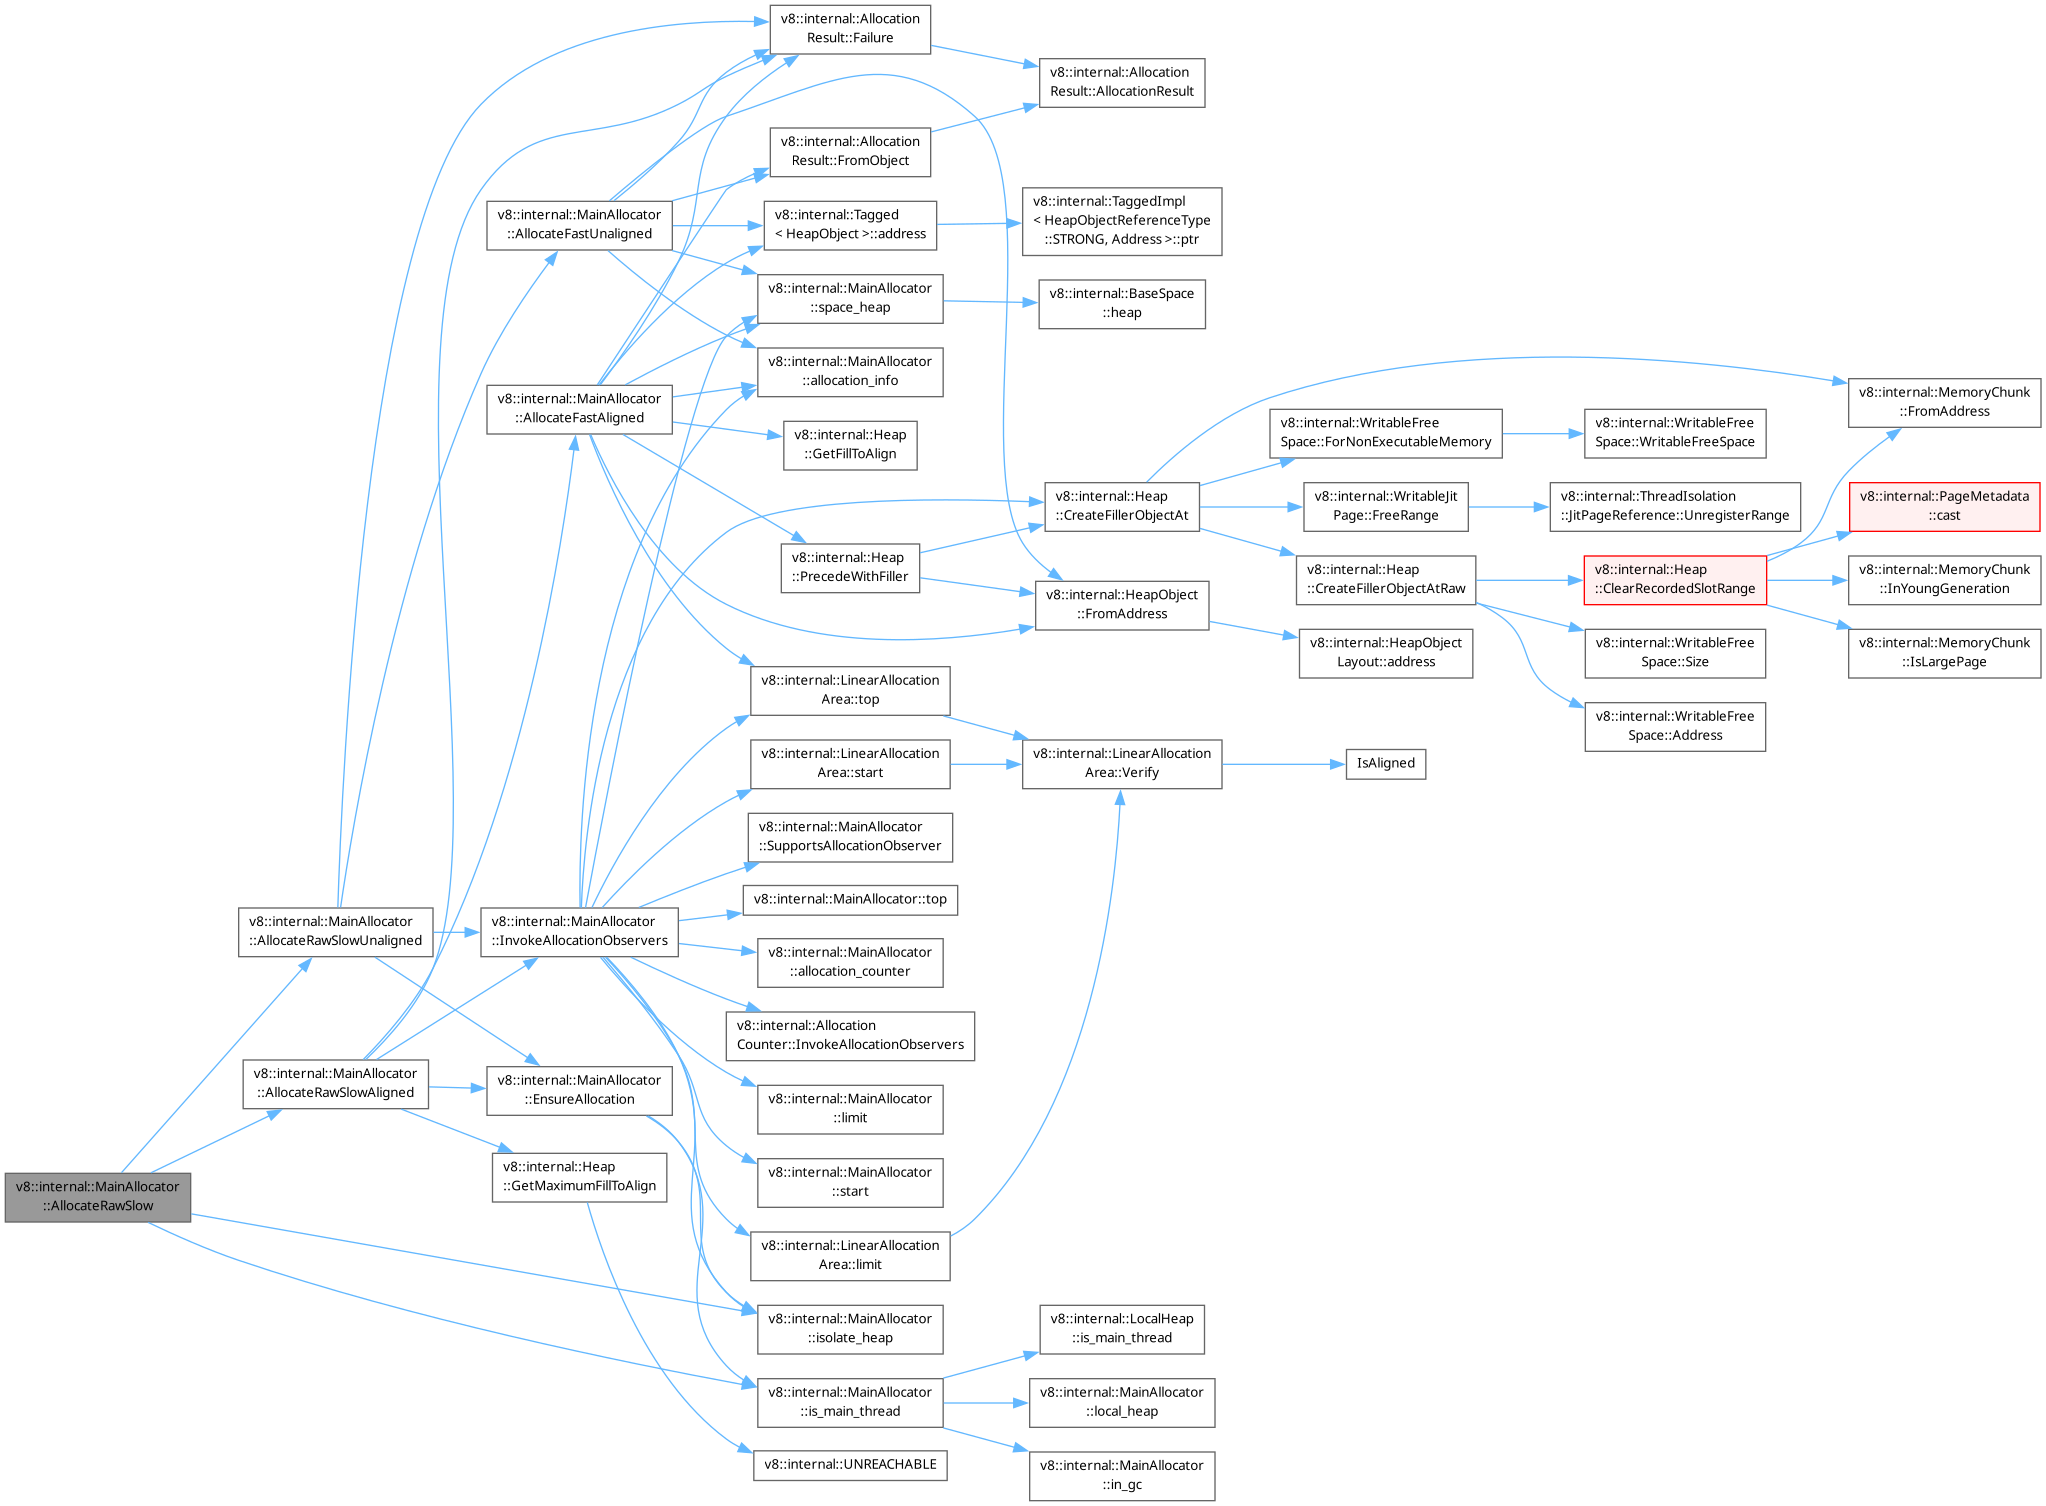 v8::internal::MainAllocator
::AllocateRawSlow
v8::internal::MainAllocator
::AllocateRawSlowUnaligned
v8::internal::MainAllocator
::AllocateRawSlowAligned
v8::internal::MainAllocator
::AllocateFastUnaligned
v8::internal::MainAllocator
::AllocateFastAligned
v8::internal::MainAllocator
::InvokeAllocationObservers
v8::internal::MainAllocator
::EnsureAllocation
v8::internal::Heap
::GetMaximumFillToAlign
v8::internal::Allocation
Result::Failure
v8::internal::Allocation
Result::FromObject
v8::internal::Tagged
< HeapObject >::address
v8::internal::MainAllocator
::space_heap
v8::internal::MainAllocator
::allocation_info
v8::internal::Heap
::GetFillToAlign
v8::internal::Heap
::PrecedeWithFiller
v8::internal::LinearAllocation
Area::top
v8::internal::LinearAllocation
Area::start
v8::internal::MainAllocator
::SupportsAllocationObserver
v8::internal::MainAllocator::top
v8::internal::MainAllocator
::allocation_counter
v8::internal::Allocation
Counter::InvokeAllocationObservers
v8::internal::MainAllocator
::limit
v8::internal::MainAllocator
::start
v8::internal::LinearAllocation
Area::limit
v8::internal::MainAllocator
::isolate_heap
v8::internal::MainAllocator
::is_main_thread
v8::internal::UNREACHABLE
v8::internal::Allocation
Result::AllocationResult
v8::internal::TaggedImpl
< HeapObjectReferenceType
::STRONG, Address >::ptr
v8::internal::BaseSpace
::heap
v8::internal::Heap
::CreateFillerObjectAt
v8::internal::HeapObject
::FromAddress
v8::internal::LinearAllocation
Area::Verify
v8::internal::LocalHeap
::is_main_thread
v8::internal::MainAllocator
::local_heap
v8::internal::MainAllocator
::in_gc
v8::internal::WritableFree
Space::ForNonExecutableMemory
v8::internal::WritableJit
Page::FreeRange
v8::internal::Heap
::CreateFillerObjectAtRaw
v8::internal::HeapObject
Layout::address
IsAligned
v8::internal::WritableFree
Space::WritableFreeSpace
v8::internal::ThreadIsolation
::JitPageReference::UnregisterRange
v8::internal::Heap
::ClearRecordedSlotRange
v8::internal::WritableFree
Space::Size
v8::internal::WritableFree
Space::Address
v8::internal::MemoryChunk
::FromAddress
v8::internal::PageMetadata
::cast
v8::internal::MemoryChunk
::InYoungGeneration
v8::internal::MemoryChunk
::IsLargePage